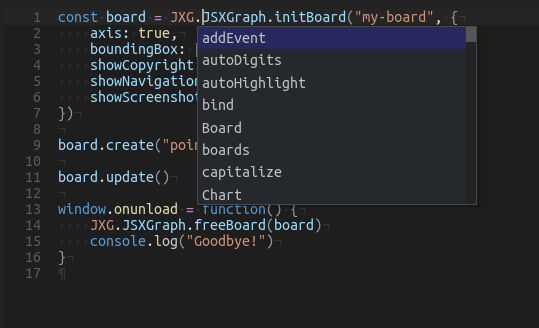 1 const board = JXG.JSXGraph.initBoard("my-board", {
2 axis: true,
3 boundingBox: [
4 showCopyright
5 showNavigation
6 showScreenshot
7 })
8
9 board.create("poin
10
11 board.update()
12
13 window.onunload = function() {
14 JXG.JSXGraph.freeBoard(board)
15 console.log("Goodbye!")
16 }
17
addEvent
autoDigits
autoHighlight
bind
Board
boards
capitalize
Chart